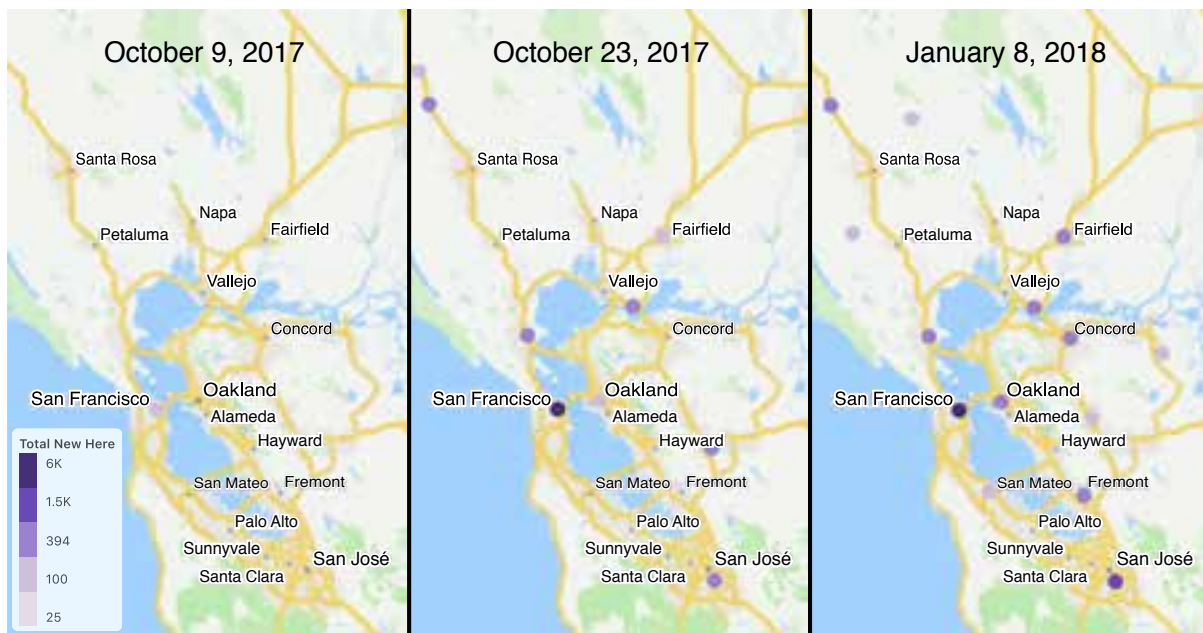 October 9, 2017
Santa Rosa
Napa
Petaluma
Fairfield
Vallejo
Concord
San Francisco
Oakland
Alameda
Hayward
San Mateo
Fremont
Palo Alto
Sunnyvale
San José
Santa Clara
Total New Here
6K
1.5K
394
100
25
October 23, 2017
Santa Rosa
Napa
Petaluma
Fairfield
Vallejo
Concord
San Francisco
Oakland
Alameda
Hayward
San Mateo
Fremont
Palo Alto
Sunnyvale
San José
Santa Clara
January 8, 2018
Santa Rosa
Napa
Petaluma
Fairfield
Vallejo
Concord
San Francisco
Oakland
Alameda
Hayward
San Mateo
Fremont
Palo Alto
Sunnyvale
San José
Santa Clara